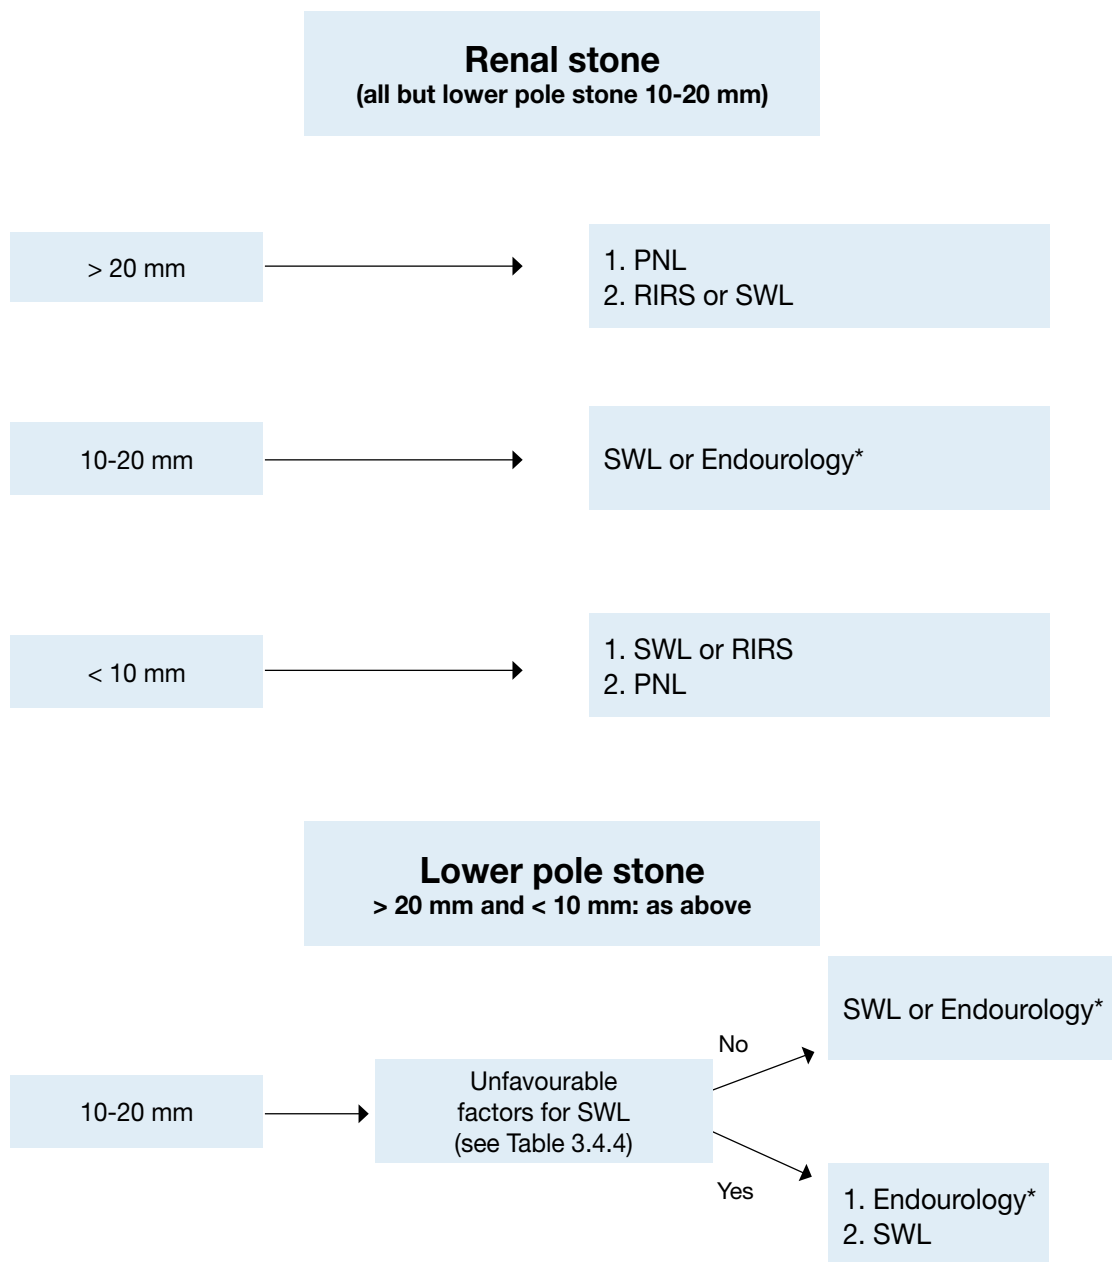 Renal stone
(all but lower pole stone 10-20 mm)
> 20 mm
1. PNL
2. RIRS or SWL
10-20 mm
SWL or Endourology*
< 10 mm
1. SWL or RIRS
2. PNL
Lower pole stone
> 20 mm and < 10 mm: as above
10-20 mm
Unfavourable
factors for SWL
(see Table 3.4.4)
No
SWL or Endourology*
Yes
1. Endourology*
2. SWL